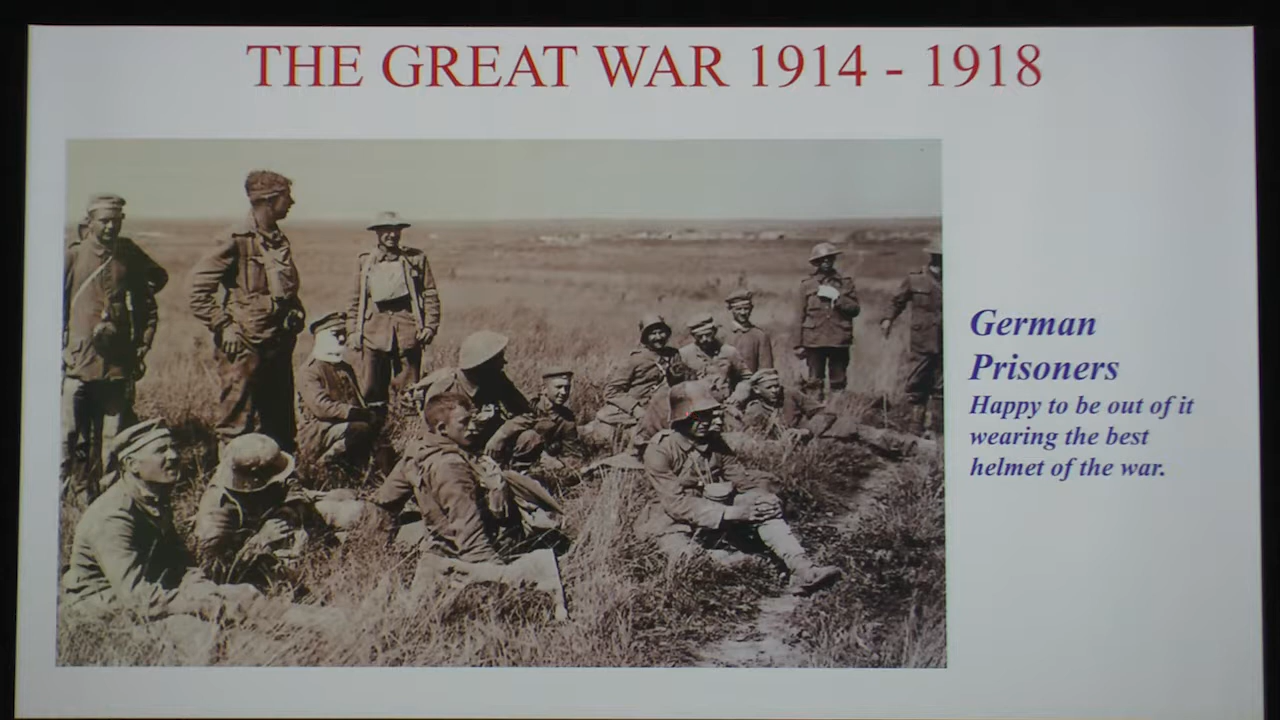 THE GREAT WAR 1914 - 1918
German
Prisoners
Happy to be out of it
wearing the best
helmet of the war.